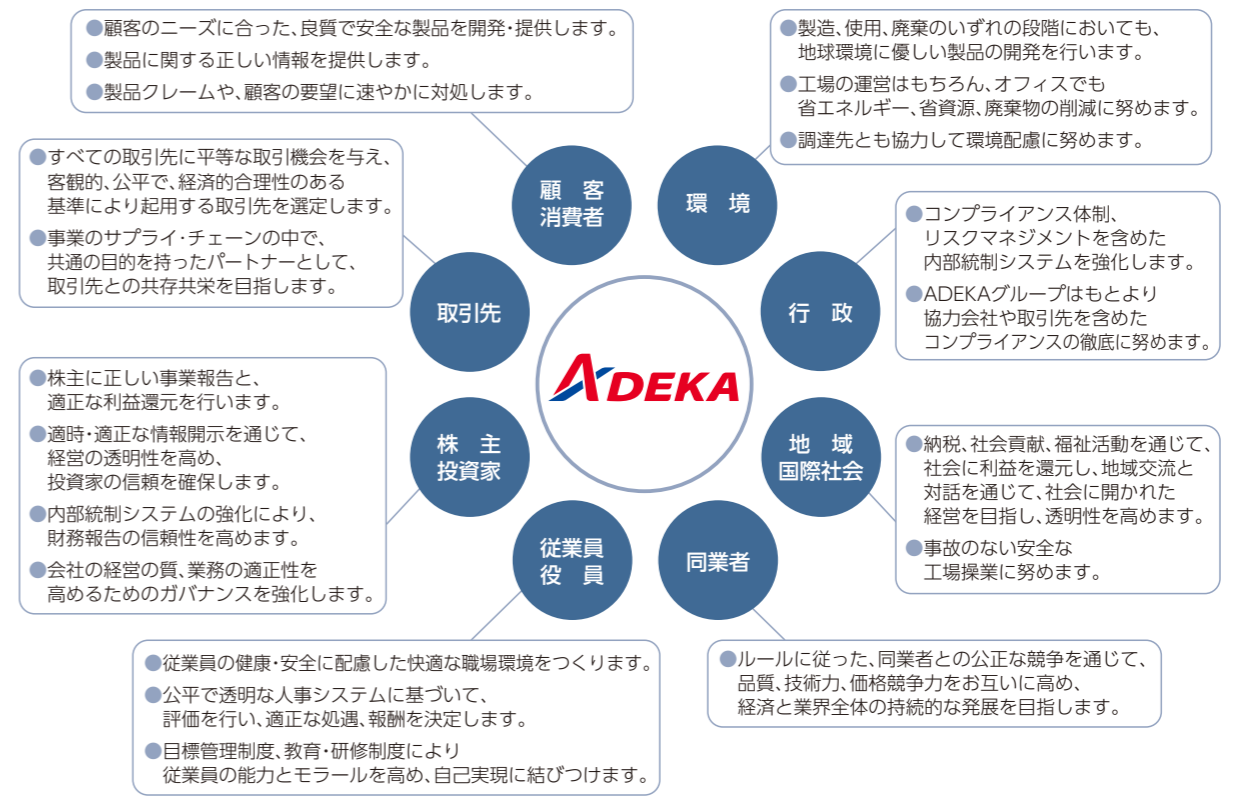 ●顧客のニーズに合った、良質で安全な製品を開発・提供します。
●製品に関する正しい情報を提供します。
●製品クレームや、顧客の要望に速やかに対処します。
顧 客
消費者
●製造、使用、廃棄のいずれの段階においても、
地球環境に優しい製品の開発を行います。
●工場の運営はもちろん、オフィスでも
省エネルギー、省資源、廃棄物の削減に努めます。
●調達先とも協力して環境配慮に努めます。
環 境
●すべての取引先に平等な取引機会を与え、
客観的、公平で、経済的合理性のある
基準により起用する取引先を選定します。
●事業のサプライ・チェーンの中で、
共通の目的を持ったパートナーとして、
取引先との共存共栄を目指します。
取引先
●コンプライアンス体制、
リスクマネジメントを含めた
内部統制システムを強化します。
●ADEKAグループはもとより
協力会社や取引先を含めた
コンプライアンスの徹底に努めます。
行 政
ADEKA
●株主に正しい事業報告と、
適正な利益還元を行います。
●適時・適正な情報開示を通じて、
経営の透明性を高め、
投資家の信頼を確保します。
●内部統制システムの強化により、
財務報告の信頼性を高めます。
●会社の経営の質、業務の適正性を
高めるためのガバナンスを強化します。
株 主
投資家
地 域
国際社会
●納税、社会貢献、福祉活動を通じて、
社会に利益を還元し、地域交流と
対話を通じて、社会に開かれた
経営を目指し、透明性を高めます。
●事故のない安全な
工場操業に努めます。
従業員
役 員
●従業員の健康・安全に配慮した快適な職場環境をつくります。
●公平で透明な人事システムに基づいて、
評価を行い、適正な処遇、報酬を決定します。
●目標管理制度、教育・研修制度により
従業員の能力とモラールを高め、自己実現に結びつけます。
同業者
●ルールに従った、同業者との公正な競争を通じて、
品質、技術力、価格競争力をお互いに高め、
経済と業界全体の持続的な発展を目指します。